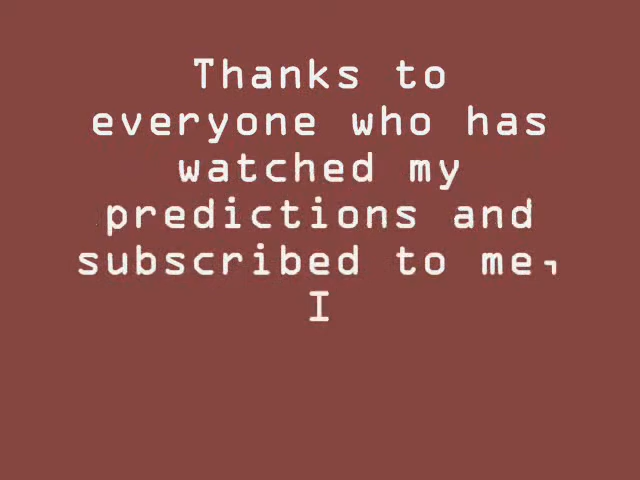 Thanks to
everyone who has
watched my
predictions and
subscribed to me,
I